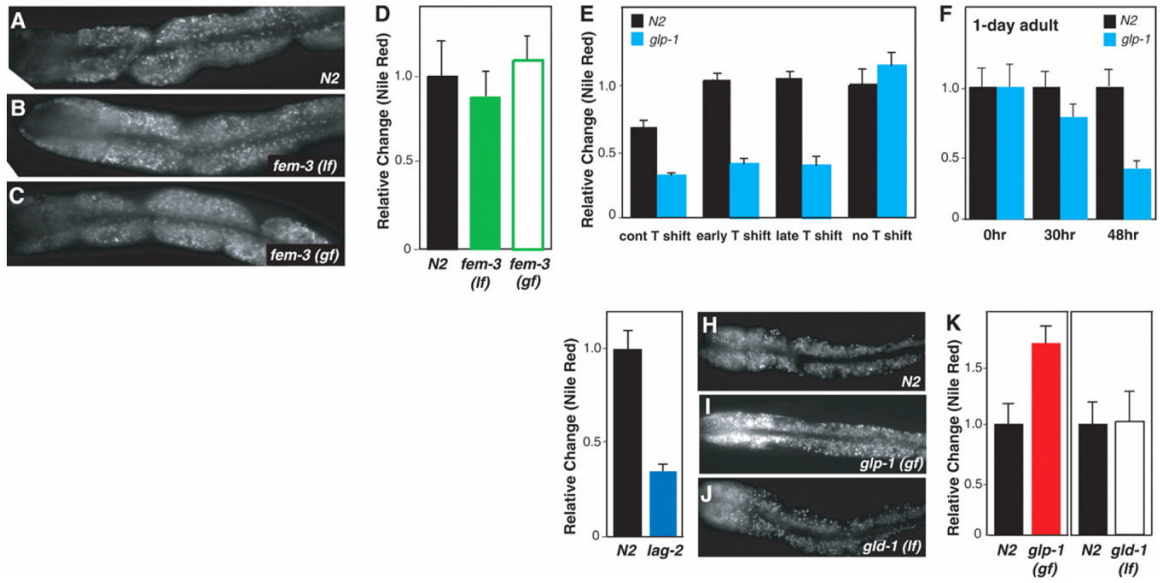 A
N2
B
fem-3 (lf)
C
fem-3 (gf)
D
Relative Change (Nile Red)
1.0
0.5
0
N2 fem-3 fem-3
(lf) (gf)
E
N2
glp-1
Relative Change (Nile Red)
1.0
0.5
0
cont T shift early T shift late T shift no T shift
F
1-day adult
N2
glp-1
Relative Change (Nile Red)
1.0
0.5
0
0hr 30hr 48hr
Relative Change (Nile Red)
1.0
0.5
0
N2 lag-2
H
N2
I
glp-1 (gf)
J
gld-1 (lf)
K
Relative Change (Nile Red)
1.5
1.0
0.5
0
N2 glp-1 N2 gld-1
(gf) (lf)